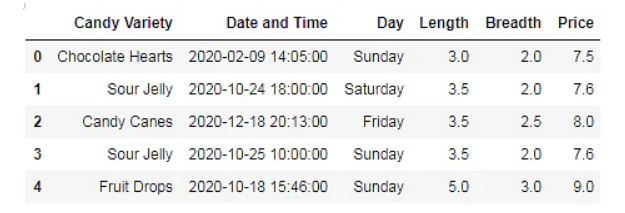 Candy Variety Date and Time Day Length Breadth Price
0 Chocolate Hearts 2020-02-09 14:05:00 Sunday 3.0 2.0 7.5
1 Sour Jelly 2020-10-24 18:00:00 Saturday 3.5 2.0 7.6
2 Candy Canes 2020-12-18 20:13:00 Friday 3.5 2.5 8.0
3 Sour Jelly 2020-10-25 10:00:00 Sunday 3.5 2.0 7.6
4 Fruit Drops 2020-10-18 15:46:00 Sunday 5.0 3.0 9.0